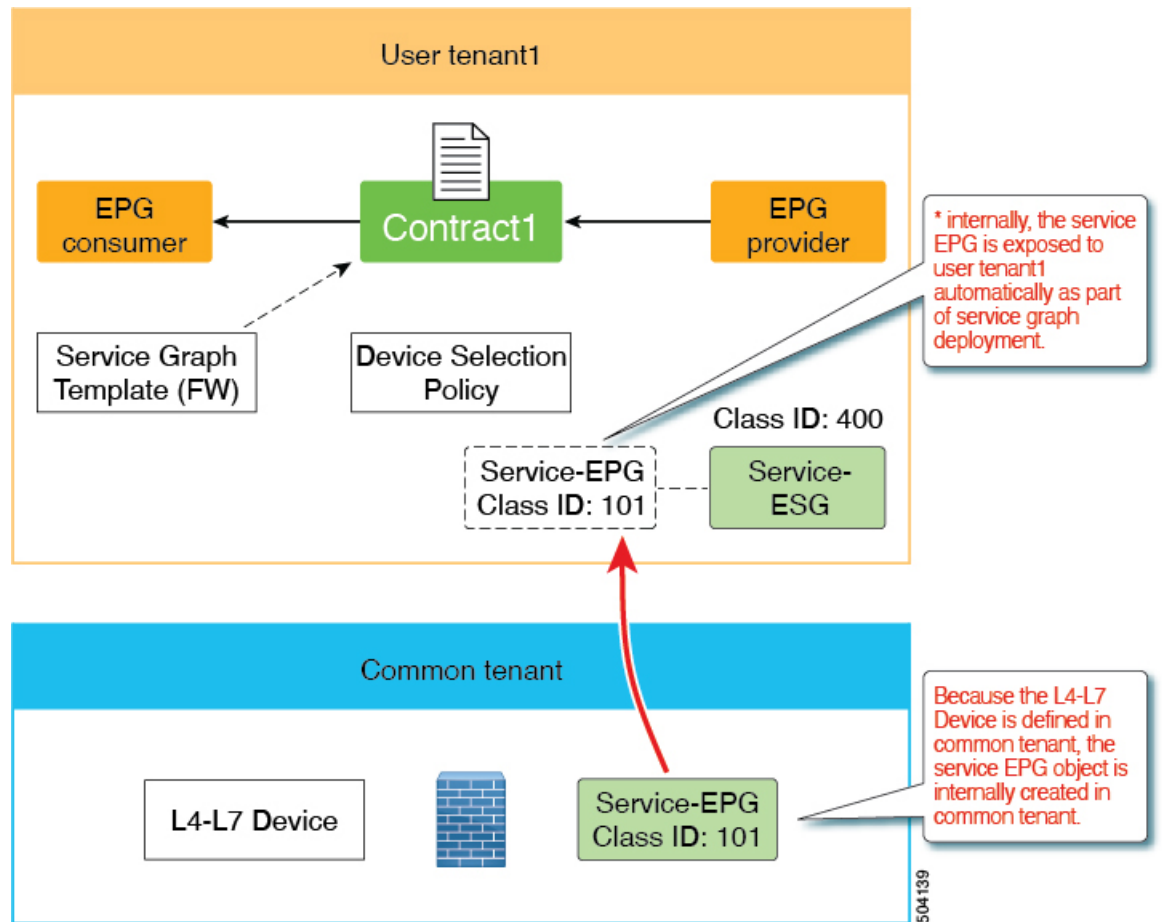 User tenant1
EPG
consumer
Contract1
EPG
provider
* internally, the service
EPG is exposed to
user tenant1
automatically as part
of service graph
deployment.
Service Graph
Template (FW)
Device Selection
Policy
Class ID: 400
Service-EPG
Class ID: 101
Service-
ESG
Common tenant
Because the L4-L7
Device is defined in
common tenant, the
service EPG object is
internally created in
common tenant.
L4-L7 Device
Service-EPG
Class ID: 101
504139